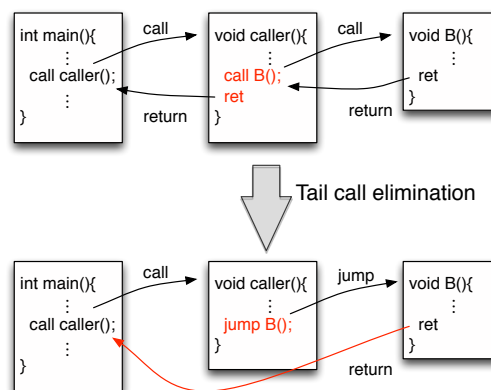 int main(){
⋮
call caller();
⋮
}
call
return
void caller(){
⋮
call B();
ret
}
call
return
void B(){
⋮
ret
}
Tail call elimination
int main(){
⋮
call caller();
⋮
}
call
void caller(){
⋮
jump B();
}
jump
return
void B(){
⋮
ret
}